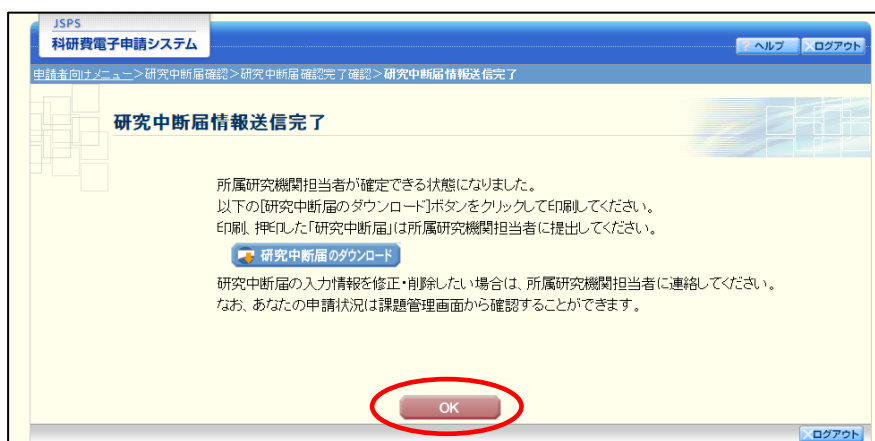 JSPS
科研費電子申請システム
? ヘルプ ×ログアウト
申請者向けメニュー>研究中断届確認>研究中断届確認完了確認>研究中断届情報送信完了
研究中断届情報送信完了
所属研究機関担当者が確定できる状態になりました。
以下の[研究中断届のダウンロード]ボタンをクリックして印刷してください。
印刷、押印した「研究中断届」は所属研究機関担当者に提出してください。
研究中断届のダウンロード
研究中断届の入力情報を修正・削除したい場合は、所属研究機関担当者に連絡してください。
なお、あなたの申請状況は課題管理画面から確認することができます。
OK
×ログアウト